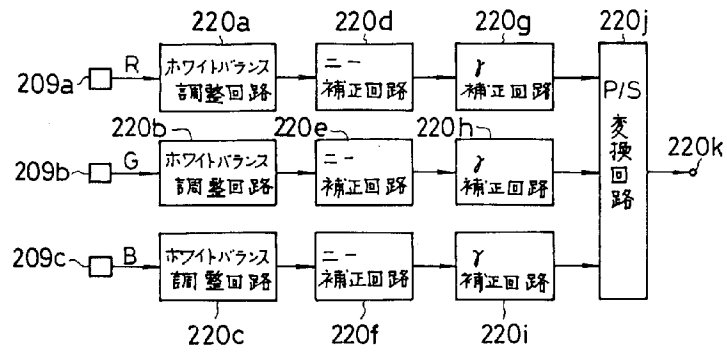 220a
220d
220g
220j
209a
R
ホワイトバランス
調整回路
ニー
補正回路
γ
補正回路
P/S
変換回路
220b
220e
220h
209b
G
ホワイトバランス
調整回路
ニー
補正回路
γ
補正回路
220k
209c
B
ホワイトバランス
調整回路
ニー
補正回路
γ
補正回路
220c
220f
220i